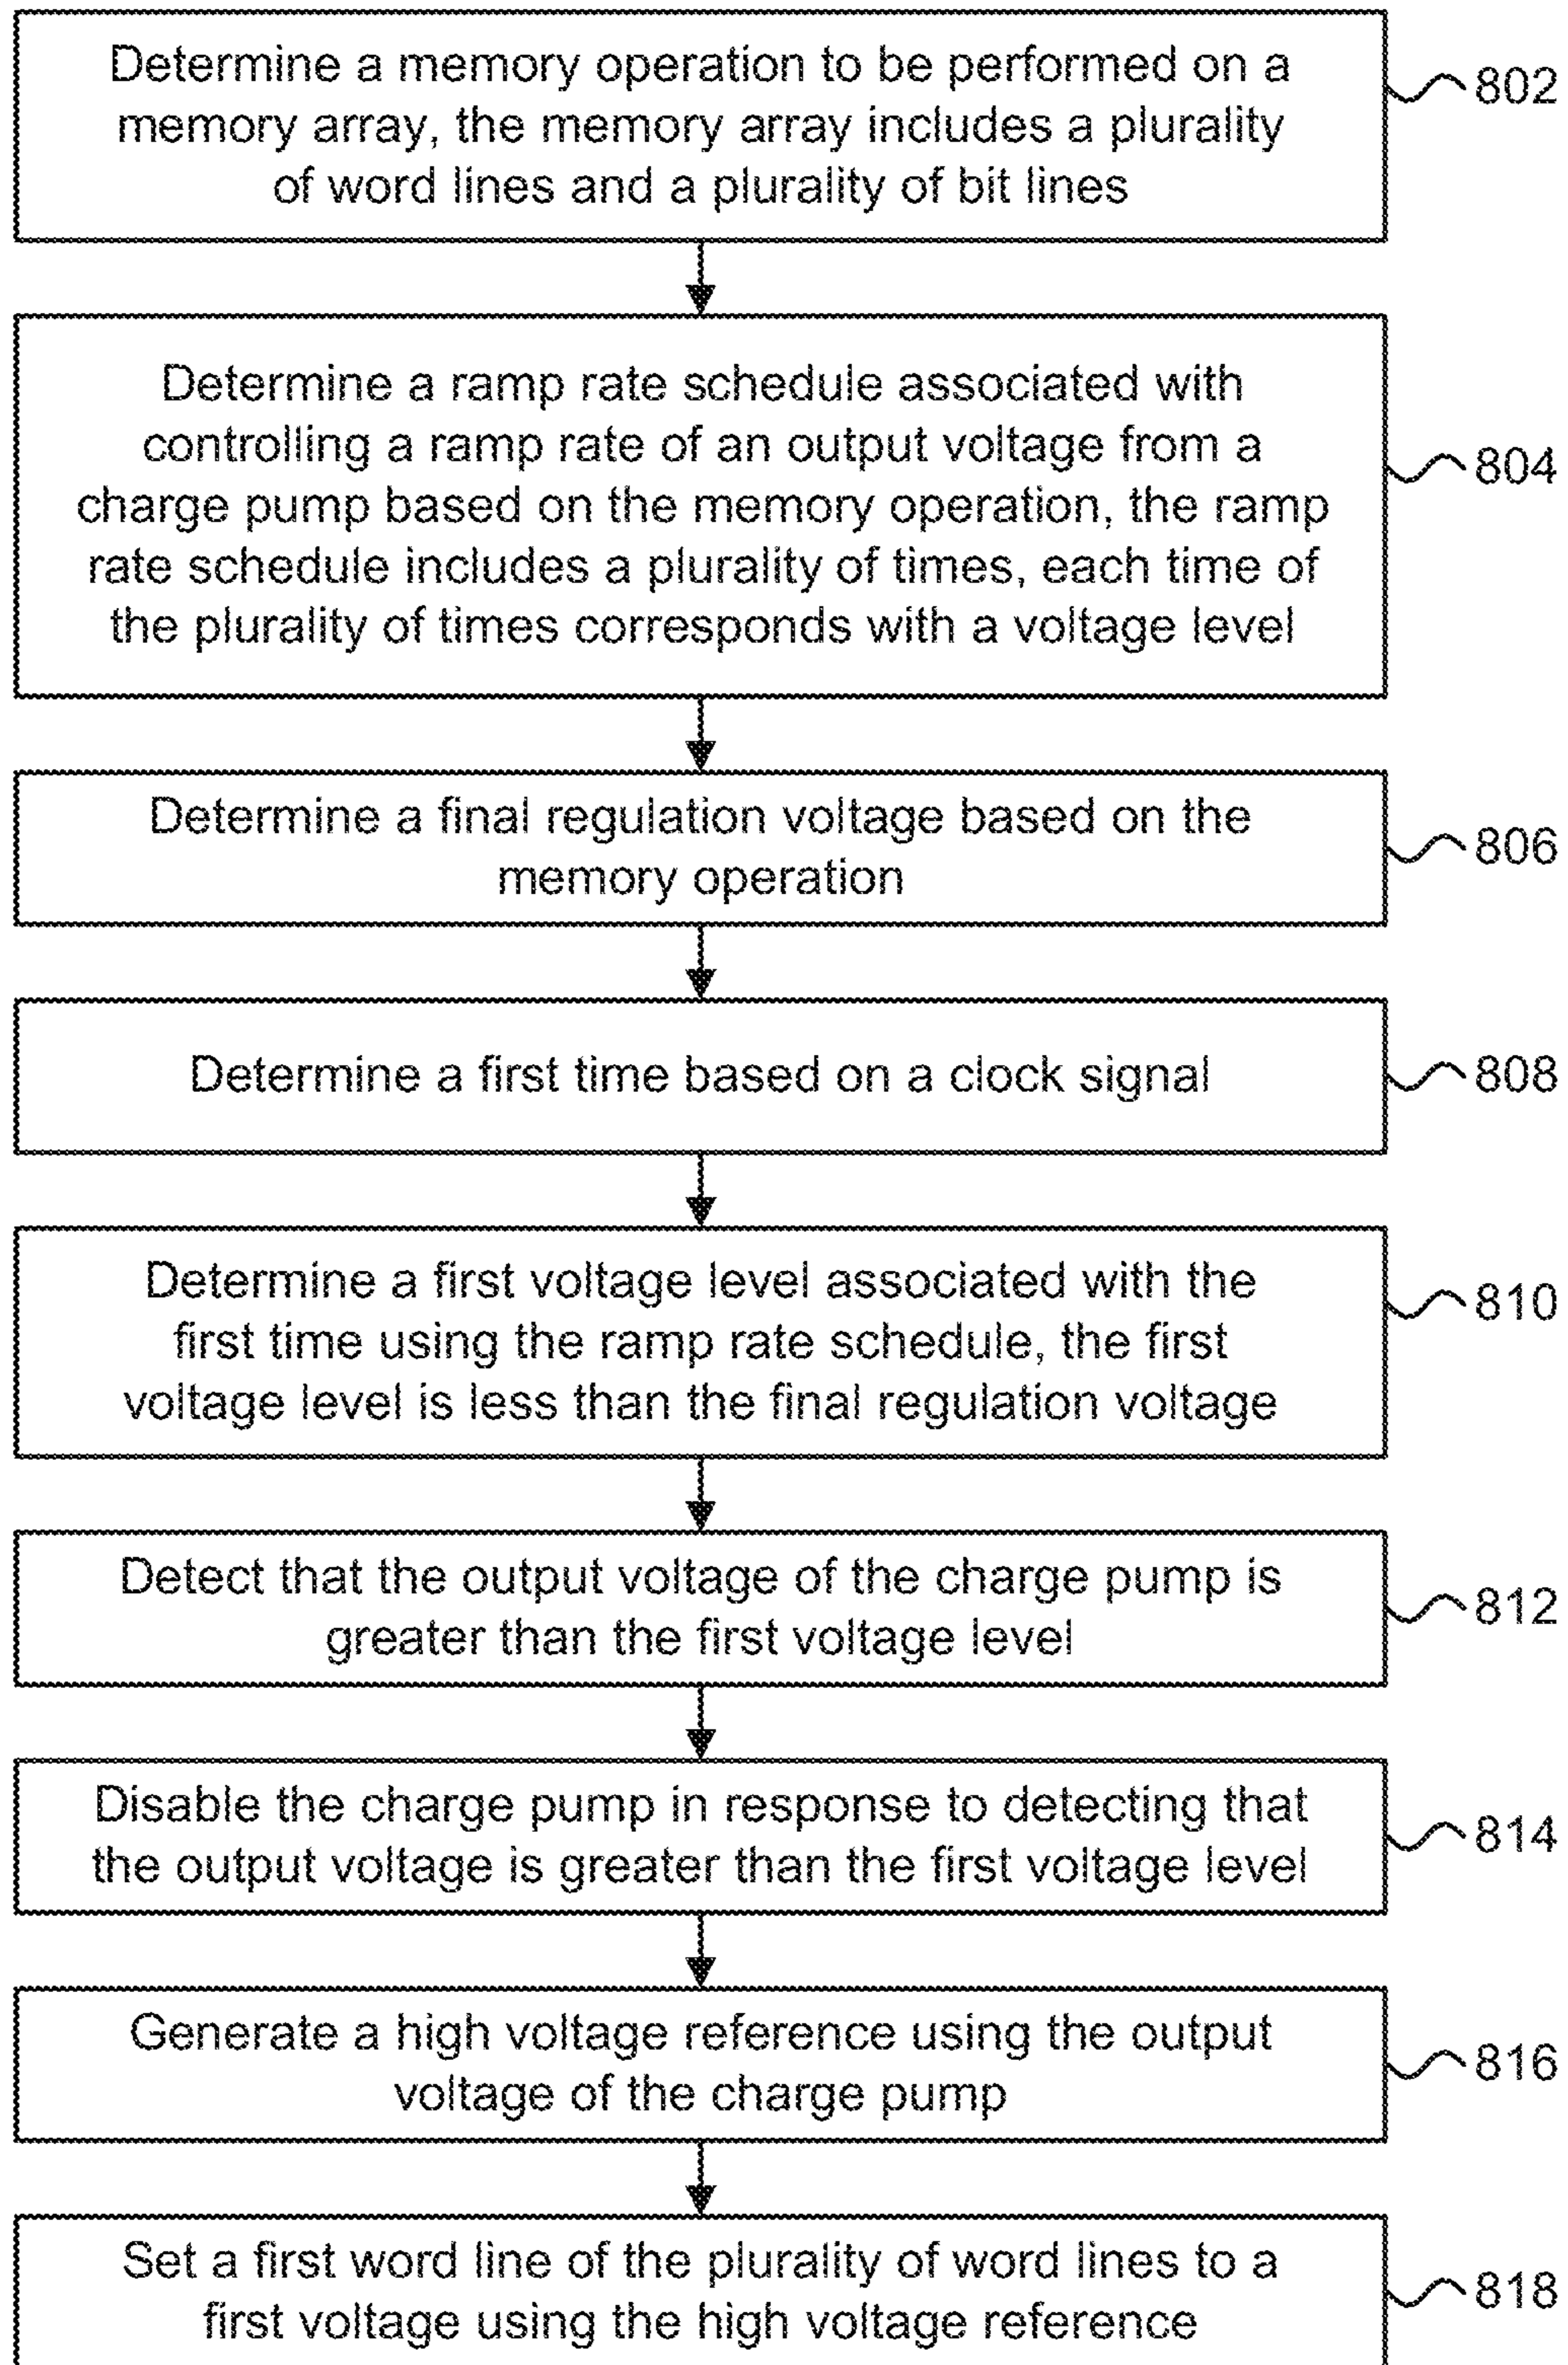 Determine a memory operation to be performed on a
memory array, the memory array includes a plurality
of word lines and a plurality of bit lines
802
Determine a ramp rate schedule associated with
controlling a ramp rate of an output voltage from a
charge pump based on the memory operation, the ramp
rate schedule includes a plurality of times, each time of
the plurality of times corresponds with a voltage level
804
Determine a final regulation voltage based on the
memory operation
806
Determine a first time based on a clock signal
808
Determine a first voltage level associated with the
first time using the ramp rate schedule, the first
voltage level is less than the final regulation voltage
810
Detect that the output voltage of the charge pump is
greater than the first voltage level
812
Disable the charge pump in response to detecting that
the output voltage is greater than the first voltage level
814
Generate a high voltage reference using the output
voltage of the charge pump
816
Set a first word line of the plurality of word lines to a
first voltage using the high voltage reference
818